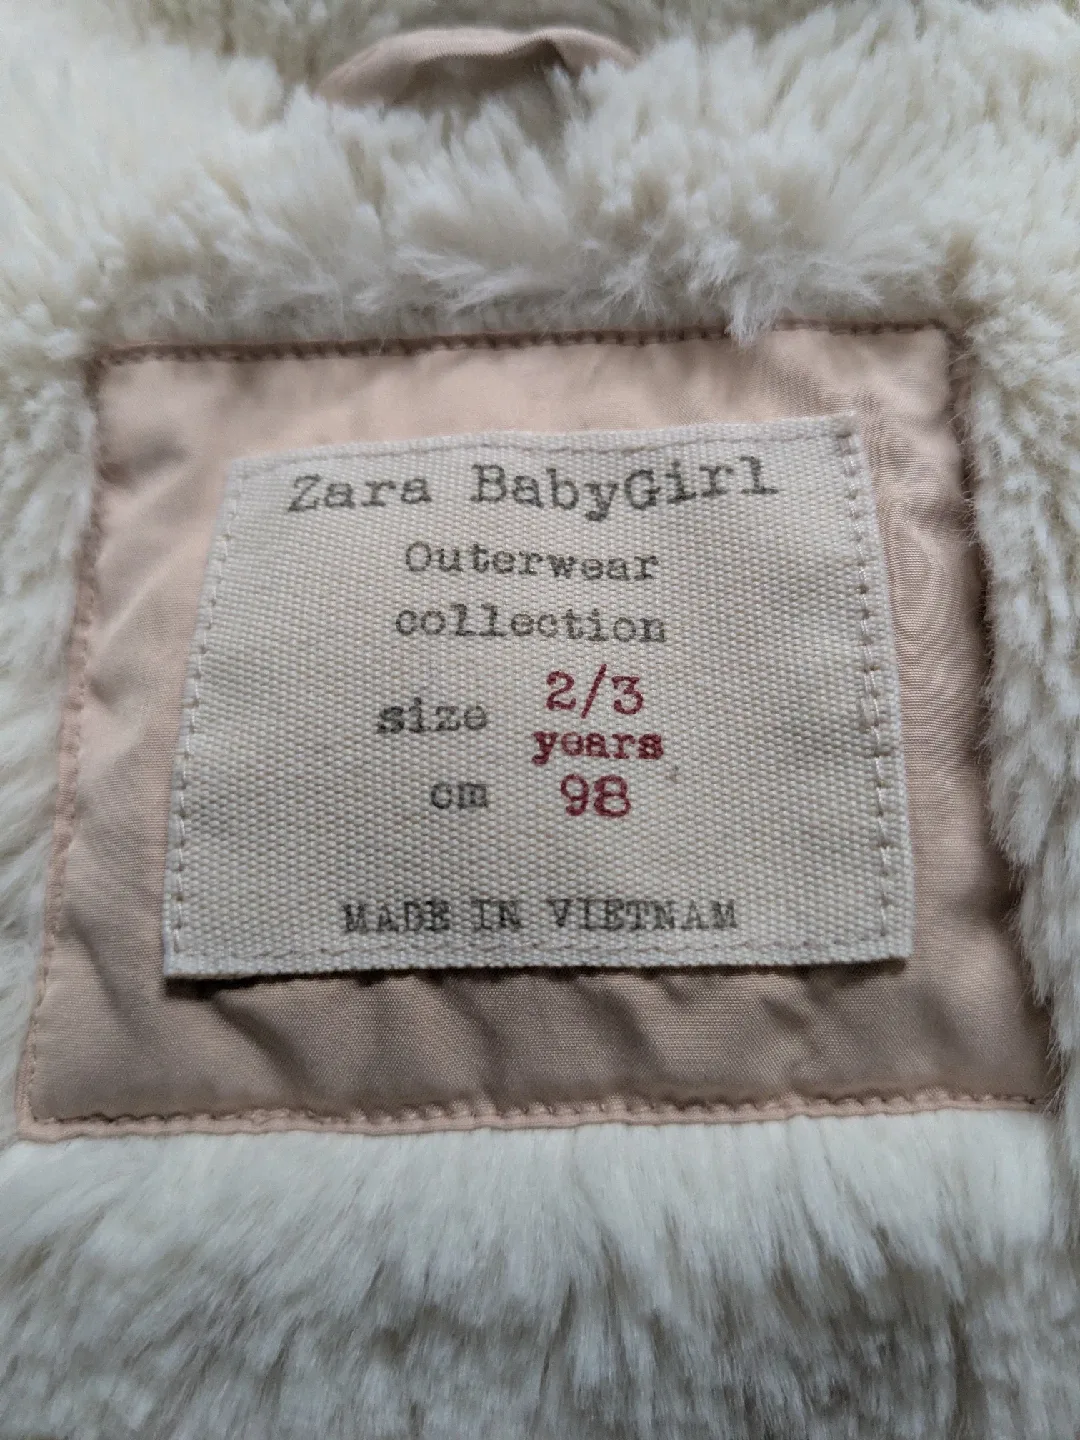 Zara BabyGirl
Outerwear
collection
size 2/3
years
cm 98
MADE IN VIETNAM